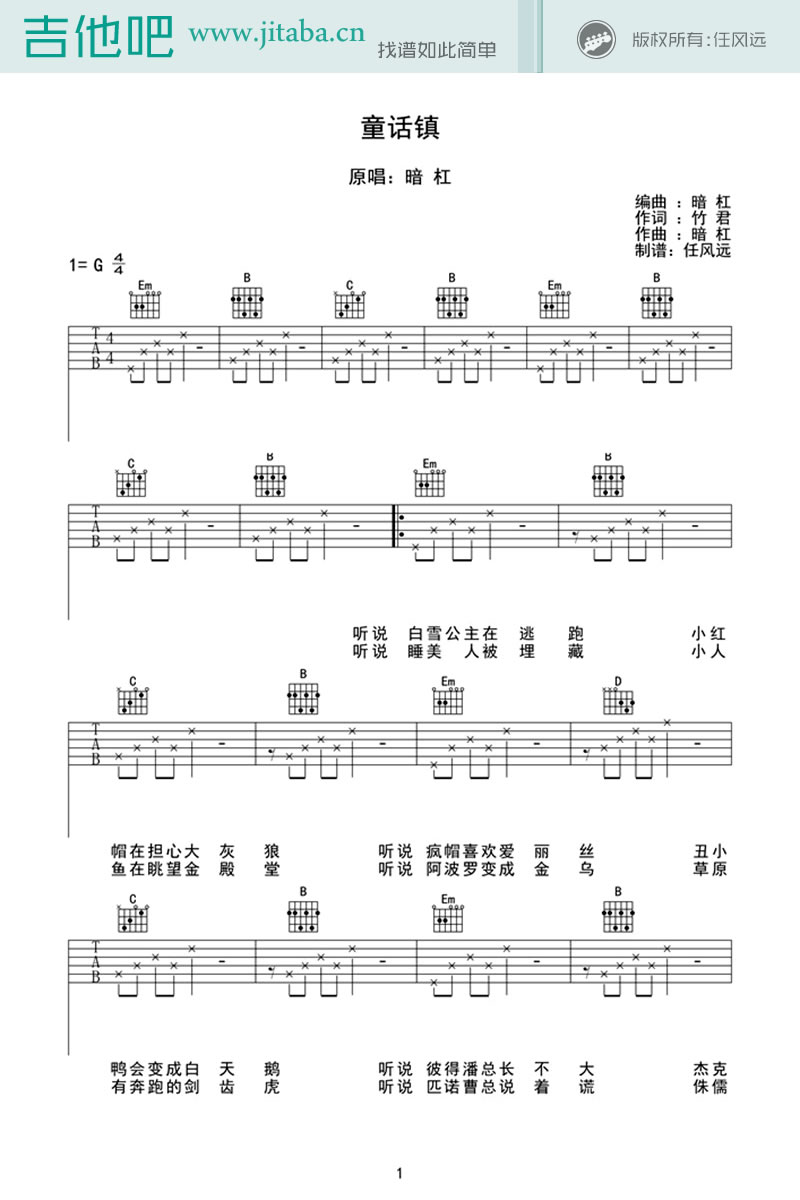 吉他吧 www.jitaba.cn 找谱如此简单 版权所有:任风远
童话镇
原唱: 暗 杠
编曲 : 暗 杠
作词 : 竹 君
作曲 : 暗 杠
制谱: 任风远
1= G 4/4
Em B C B Em B
T A B 4 4
C B Em B
T A B
听说 白雪公主在 逃 跑 小红
听说 睡美 人被 埋 藏 小人
C B Em D
T A B
帽在担心大 灰 狼 听说 疯帽喜欢爱 丽 丝 丑小
鱼在眺望金 殿 堂 听说 阿波罗变成 金 乌 草原
C B Em B
T A B
鸭会变成白 天 鹅 听说 彼得潘总长 不 大 杰克
有奔跑的剑 齿 虎 听说 匹诺曹总说 着 谎 侏儒
1